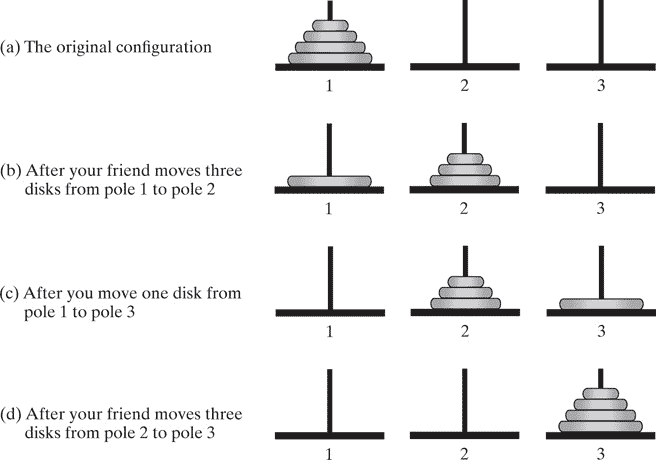 (a) The original configuration
1 2 3
(b) After your friend moves three
disks from pole 1 to pole 2
1 2 3
(c) After you move one disk from
pole 1 to pole 3
1 2 3
(d) After your friend moves three
disks from pole 2 to pole 3
1 2 3